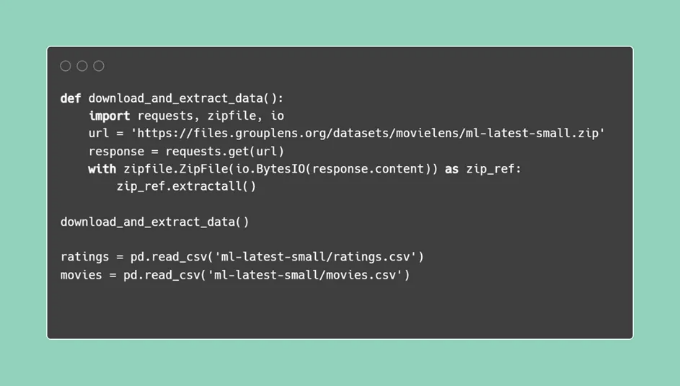 def download_and_extract_data():
    import requests, zipfile, io
    url = 'https://files.grouplens.org/datasets/movielens/ml-latest-small.zip'
    response = requests.get(url)
    with zipfile.ZipFile(io.BytesIO(response.content)) as zip_ref:
        zip_ref.extractall()

download_and_extract_data()

ratings = pd.read_csv('ml-latest-small/ratings.csv')
movies = pd.read_csv('ml-latest-small/movies.csv')